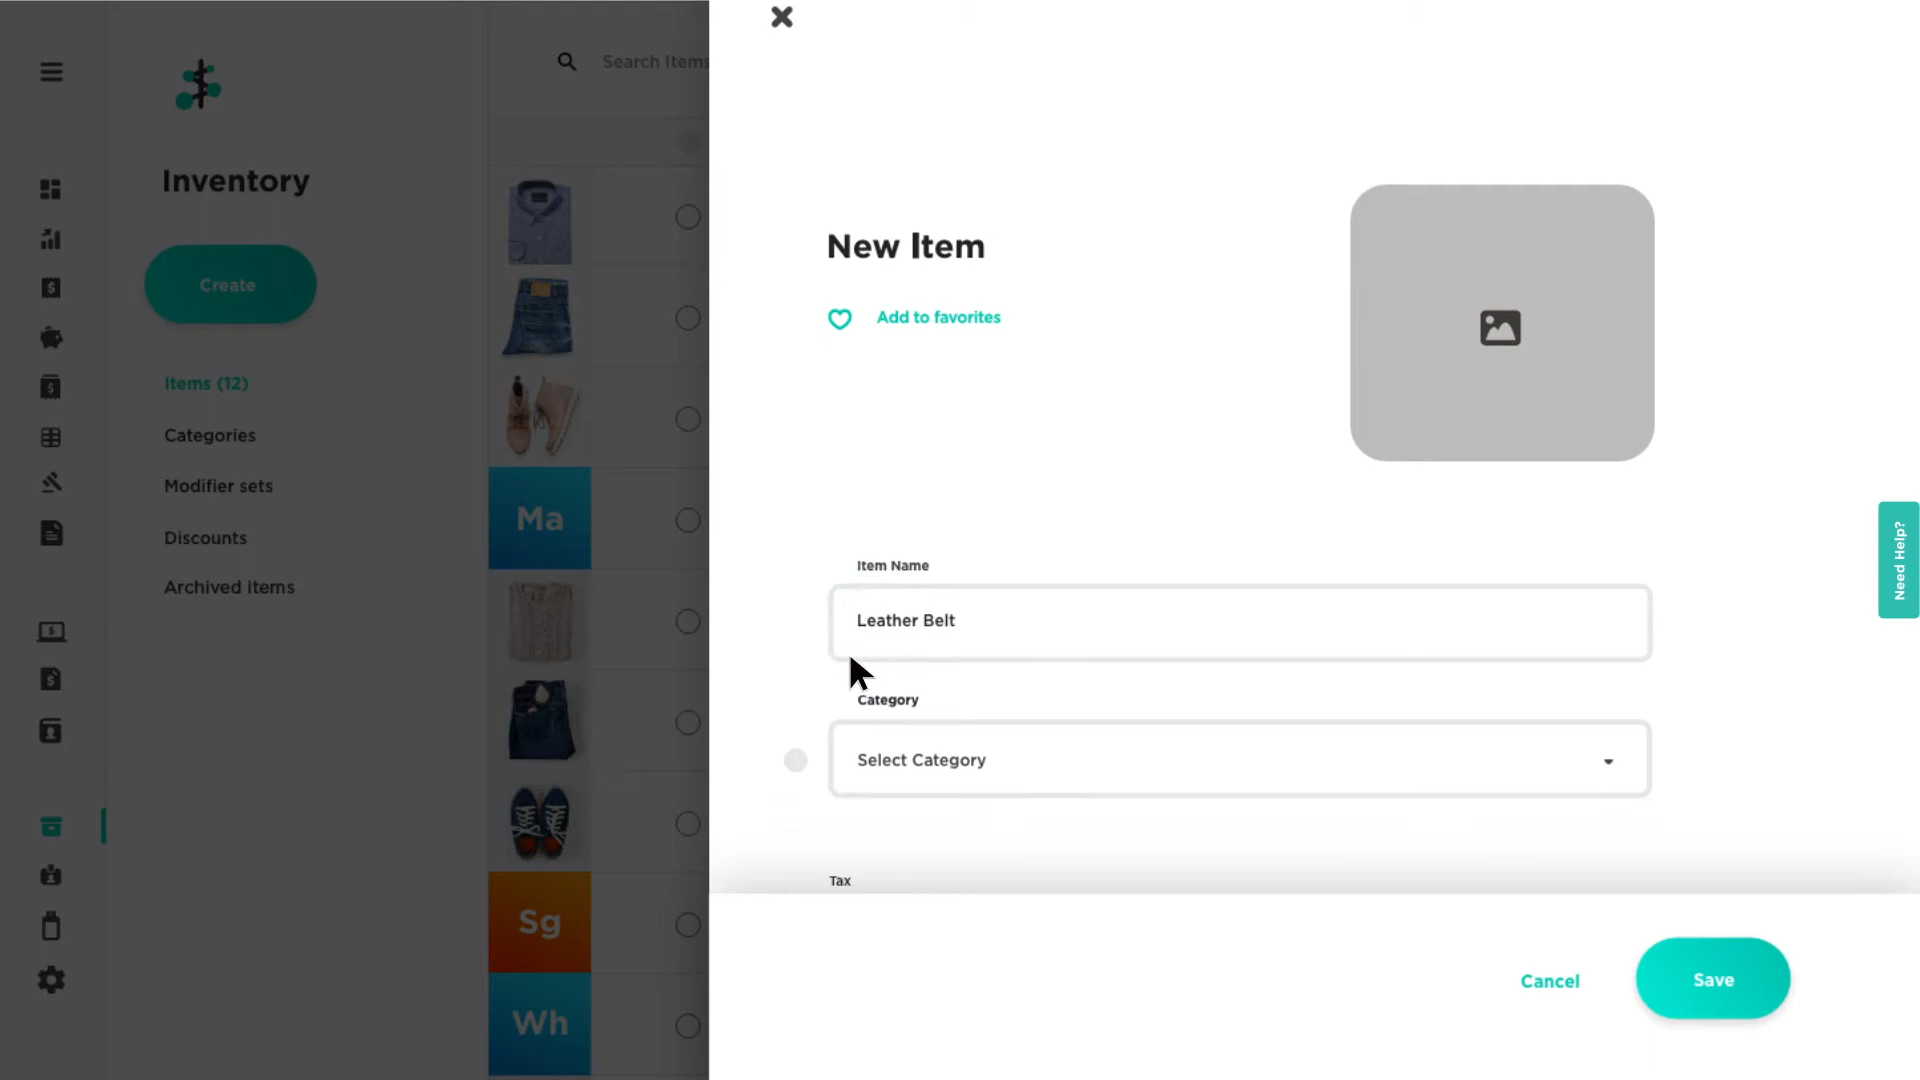 Search Items
Inventory
Create
Items (12)
Categories
Modifier sets
Discounts
Archived items
Ma
Sg
Wh
New Item
Add to favorites
Item Name
Leather Belt
Category
Select Category
Tax
Cancel
Save
Need Help?